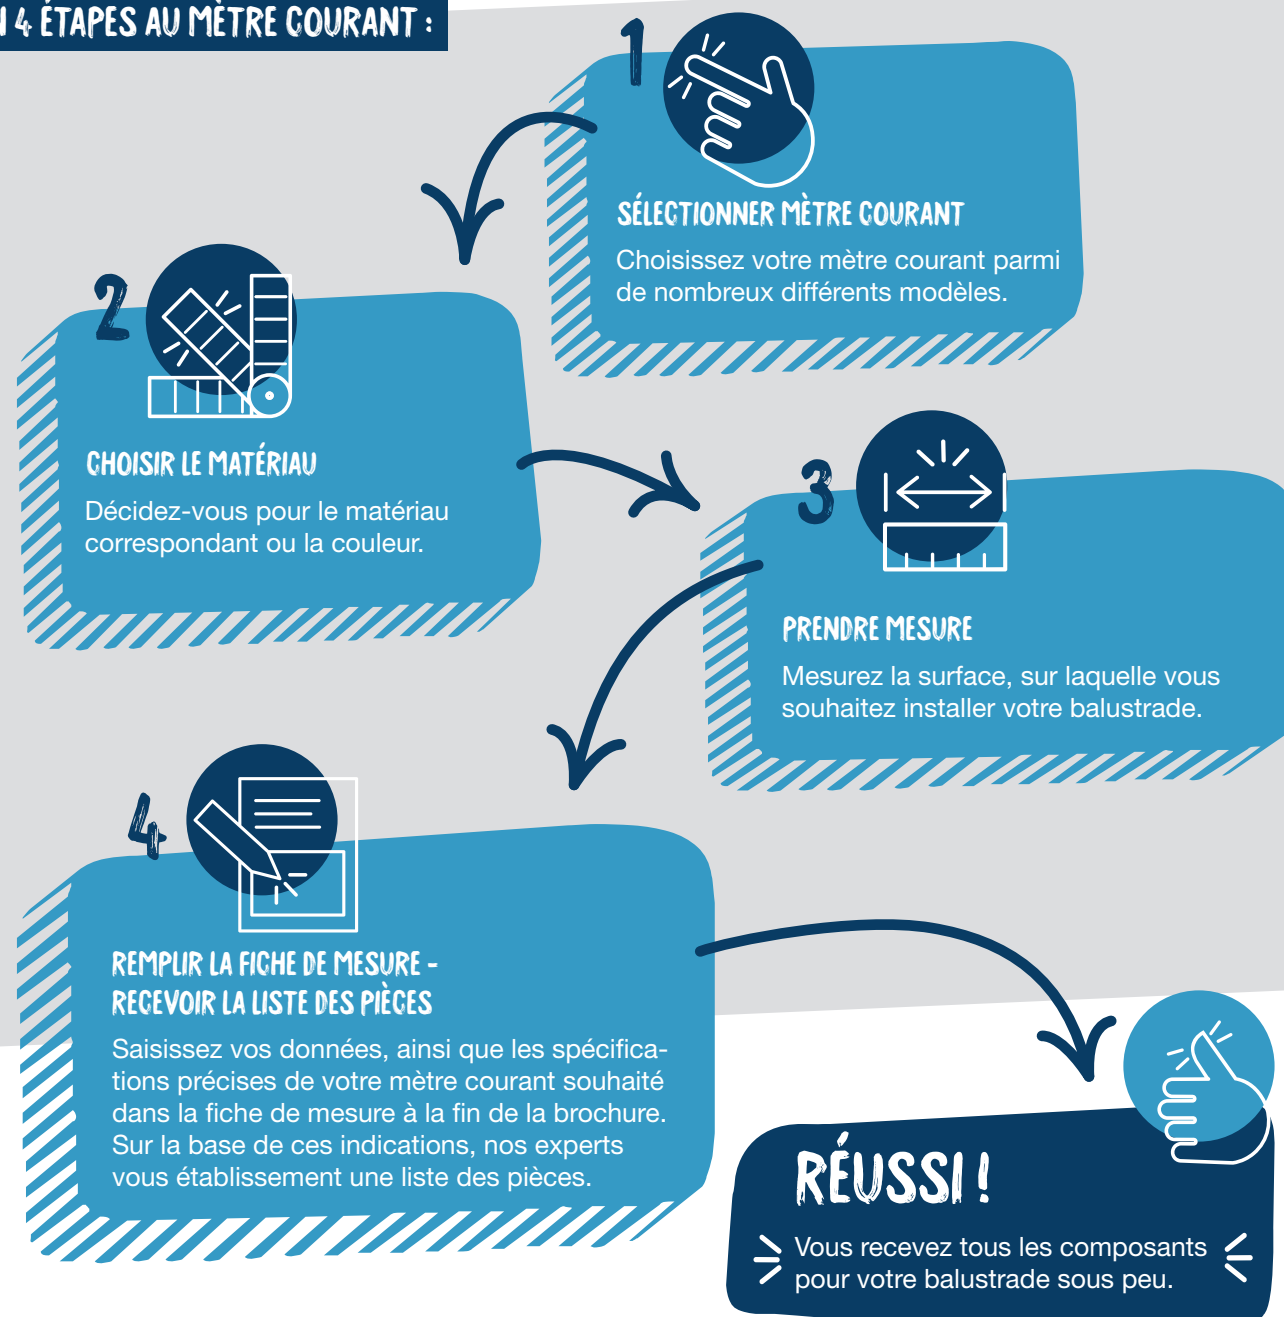 4 ÉTAPES AU MÈTRE COURANT :
1
SÉLECTIONNER MÈTRE COURANT
Choisissez votre mètre courant parmi
de nombreux différents modèles.
2
CHOISIR LE MATÉRIAU
Décidez-vous pour le matériau
correspondant ou la couleur.
3
PRENDRE MESURE
Mesurez la surface, sur laquelle vous
souhaitez installer votre balustrade.
4
REMPLIR LA FICHE DE MESURE –
RECEVOIR LA LISTE DES PIÈCES
Saisissez vos données, ainsi que les spécifica-
tions précises de votre mètre courant souhaité
dans la fiche de mesure à la fin de la brochure.
Sur la base de ces indications, nos experts
vous établissement une liste des pièces.
RÉUSSI !
Vous recevez tous les composants
pour votre balustrade sous peu.